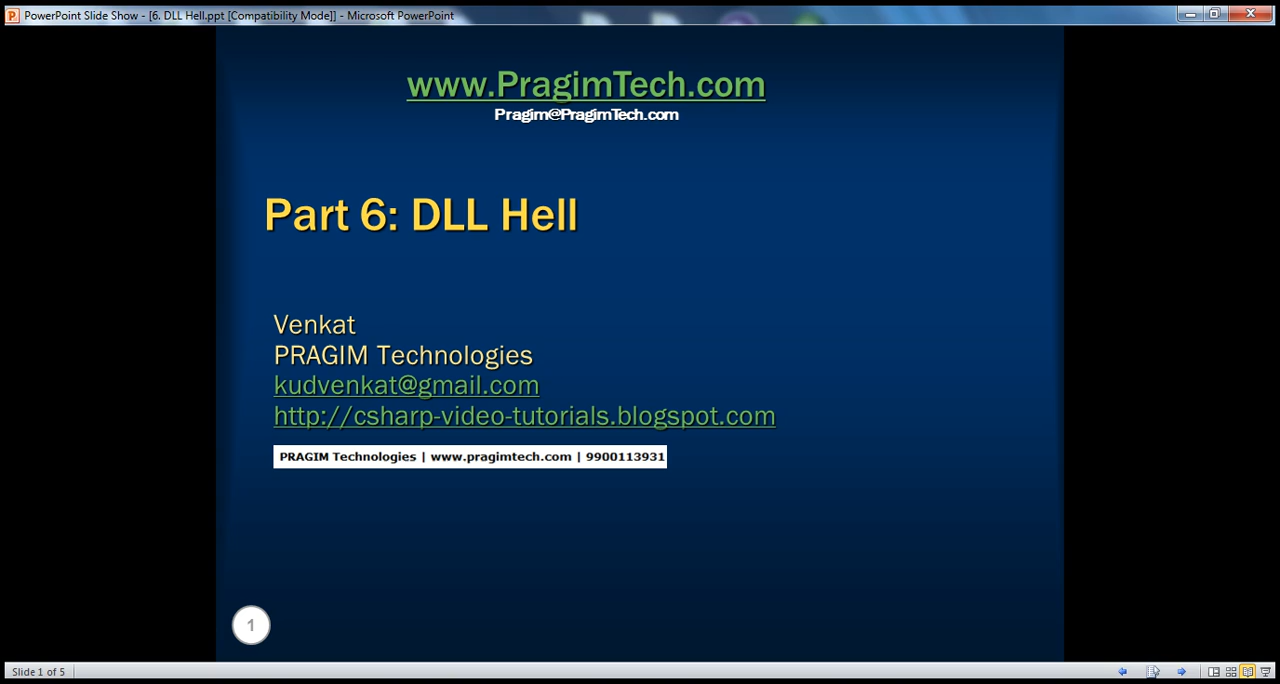 PowerPoint Slide Show - [6. DLL Hell.ppt [Compatibility Mode]] - Microsoft PowerPoint
www.PragimTech.com
Pragim@PragimTech.com
Part 6: DLL Hell
Venkat
PRAGIM Technologies
kudvenkat@gmail.com
http://csharp-video-tutorials.blogspot.com
PRAGIM Technologies | www.pragimtech.com | 9900113931
1
Slide 1 of 5